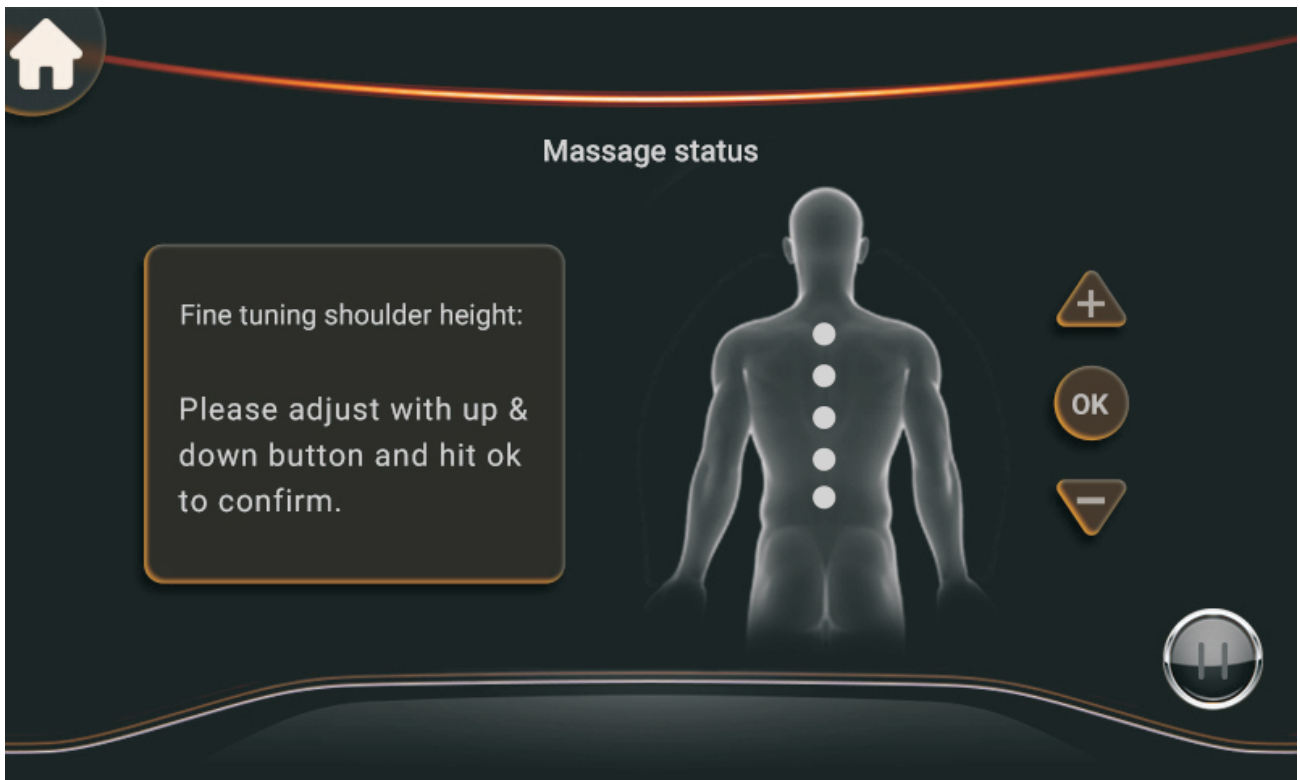 Massage status
Fine tuning shoulder height:
Please adjust with up &
down button and hit ok
to confirm.
+
OK
−